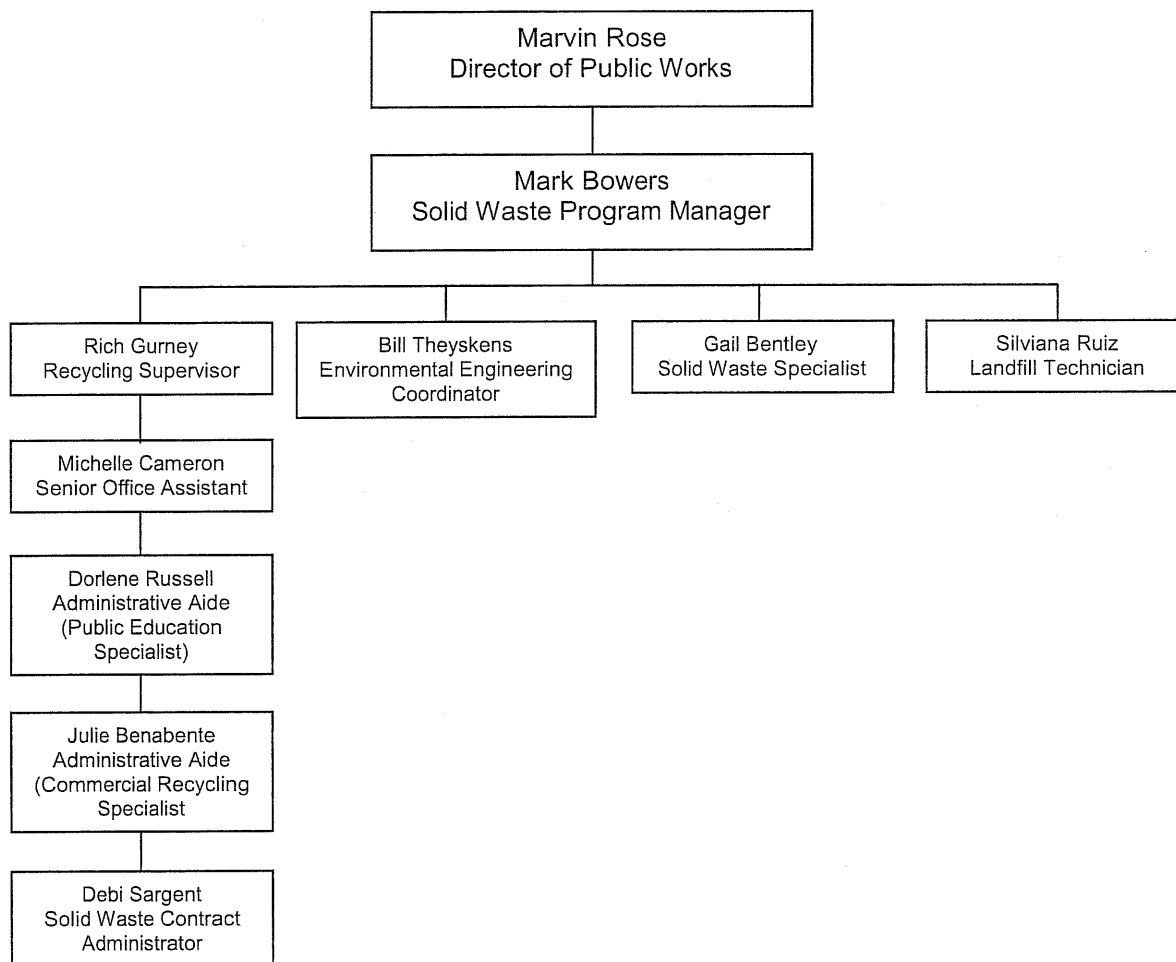 Marvin Rose
Director of Public Works
Mark Bowers
Solid Waste Program Manager
Rich Gurney
Recycling Supervisor
Bill Theyskens
Environmental Engineering
Coordinator
Gail Bentley
Solid Waste Specialist
Silviana Ruiz
Landfill Technician
Michelle Cameron
Senior Office Assistant
Dorlene Russell
Administrative Aide
(Public Education
Specialist)
Julie Benabente
Administrative Aide
(Commercial Recycling
Specialist
Debi Sargent
Solid Waste Contract
Administrator